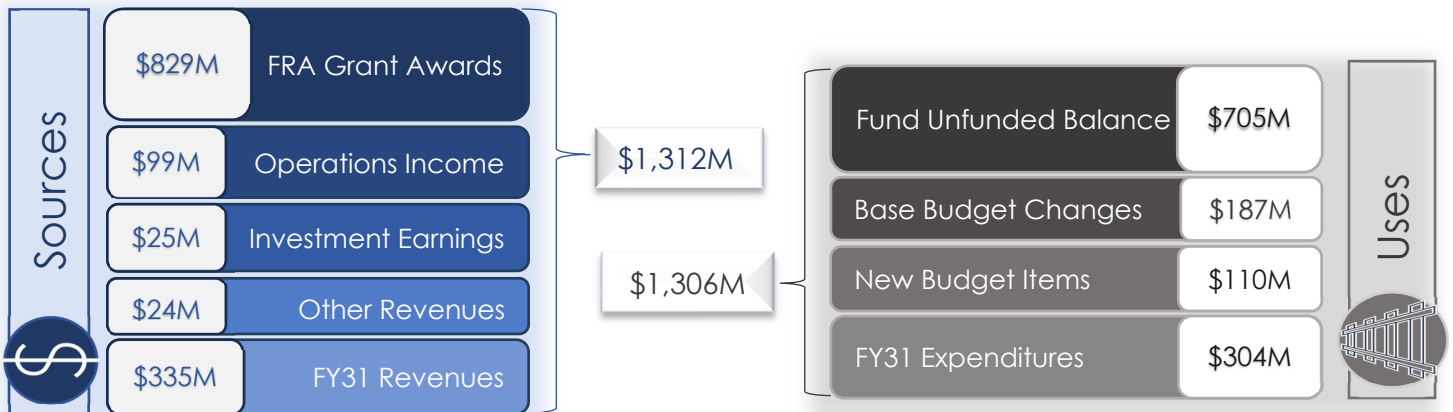 Sources
$829M FRA Grant Awards
$99M Operations Income
$25M Investment Earnings
$24M Other Revenues
$335M FY31 Revenues
$1,312M
$1,306M
Fund Unfunded Balance $705M
Base Budget Changes $187M
New Budget Items $110M
FY31 Expenditures $304M
Uses